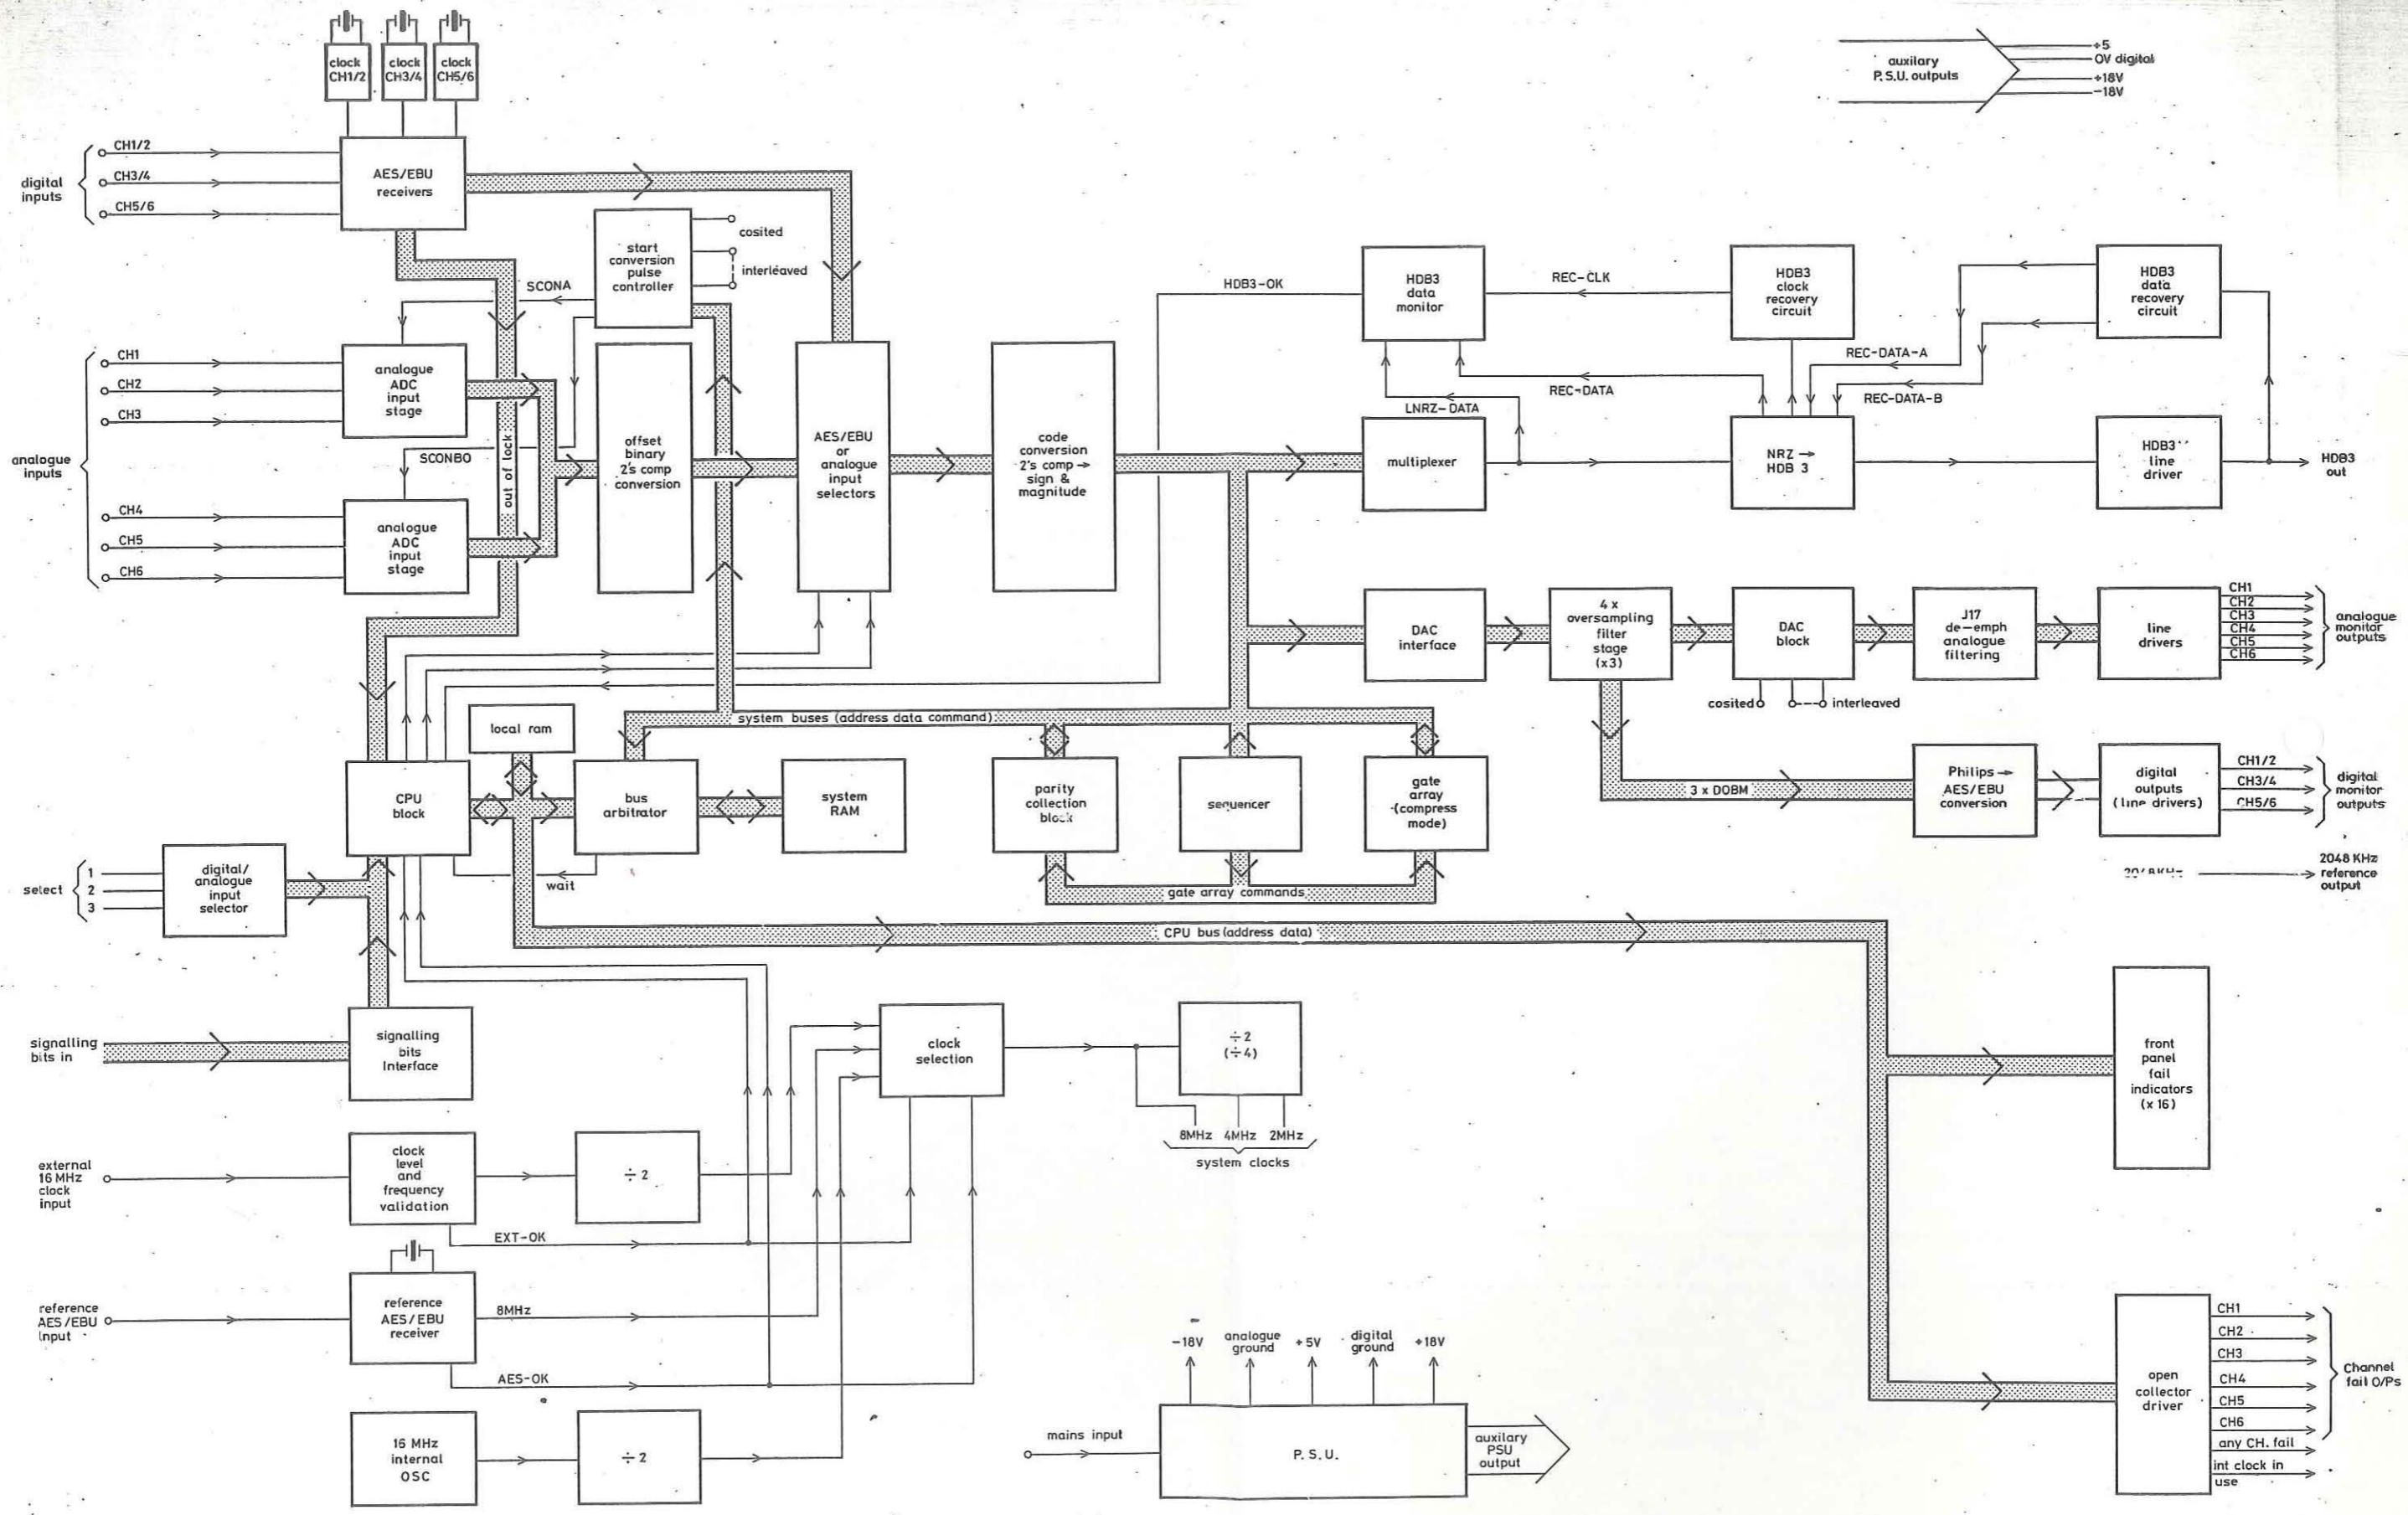 clock
CH1/2
clock
CH3/4
clock
CH5/6
auxilary
P.S.U. outputs
+5
0V digital
+18V
-18V
digital
inputs
CH1/2
CH3/4
CH5/6
AES/EBU
receivers
start
conversion
pulse
controller
cosited
interleaved
SCONA
analogue
inputs
CH1
CH2
CH3
analogue
ADC
input
stage
SCONBO
CH4
CH5
CH6
analogue
ADC
input
stage
out of lock
offset
binary
2's comp
conversion
AES/EBU
or
analogue
input
selectors
code
conversion
2's comp →
sign &
magnitude
HDB3-OK
HDB3
data
monitor
REC-CLK
HDB3
clock
recovery
circuit
HDB3
data
recovery
circuit
REC-DATA-A
REC-DATA
REC-DATA-B
LNRZ-DATA
multiplexer
NRZ →
HDB 3
HDB3
line
driver
HDB3
out
DAC
interface
4 x
oversampling
filter
stage
(x3)
DAC
block
J17
de-emph
analogue
filtering
line
drivers
CH1
CH2
CH3
CH4
CH5
CH6
analogue
monitor
outputs
cosited
interleaved
system buses (address data command)
local ram
CPU
block
bus
arbitrator
system
RAM
parity
collection
block
sequencer
gate
array
(compress
mode)
3 x DOBM
Philips →
AES/EBU
conversion
digital
outputs
(line drivers)
CH1/2
CH3/4
CH5/6
digital
monitor
outputs
select
1
2
3
digital/
analogue
input
selector
wait
gate array commands
2048 KHz
reference
output
CPU bus (address data)
signalling
bits in
signalling
bits
Interface
clock
selection
÷2
(÷4)
8MHz 4MHz 2MHz
system clocks
front
panel
fail
indicators
(x 16)
external
16 MHz
clock
input
clock
level
and
frequency
validation
÷ 2
EXT-OK
reference
AES/EBU
Input
reference
AES/EBU
receiver
8MHz
AES-OK
16 MHz
internal
OSC
÷ 2
-18V
analogue
ground
+5V
digital
ground
+18V
mains input
P.S.U.
auxilary
PSU
output
open
collector
driver
CH1
CH2
CH3
CH4
CH5
CH6
any CH. fail
int clock in
use
Channel
fail O/Ps